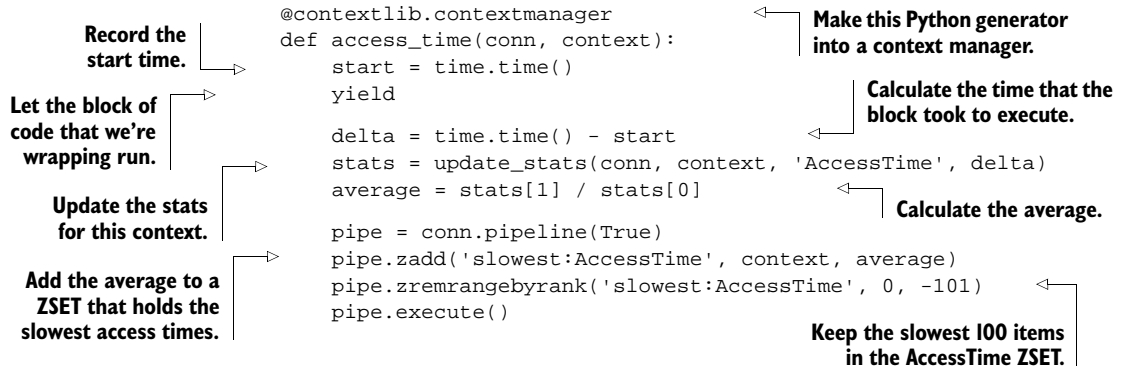 @contextlib.contextmanager
def access_time(conn, context):
    start = time.time()
    yield
    delta = time.time() - start
    stats = update_stats(conn, context, 'AccessTime', delta)
    average = stats[1] / stats[0]
    pipe = conn.pipeline(True)
    pipe.zadd('slowest:AccessTime', context, average)
    pipe.zremrangebyrank('slowest:AccessTime', 0, -101)
    pipe.execute()
Make this Python generator
into a context manager.
Record the
start time.
Let the block of
code that we're
wrapping run.
Calculate the time that the
block took to execute.
Update the stats
for this context.
Calculate the average.
Add the average to a
ZSET that holds the
slowest access times.
Keep the slowest 100 items
in the AccessTime ZSET.